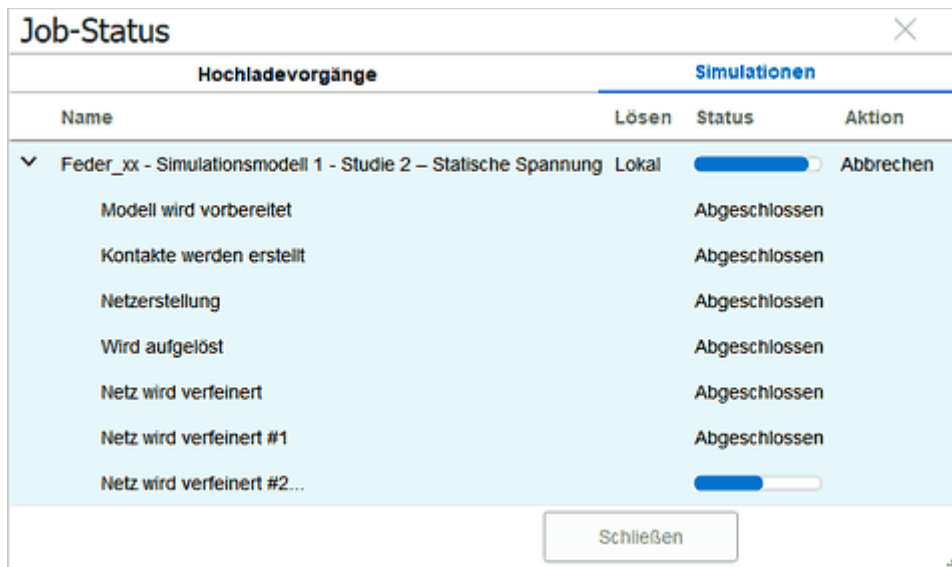 Job-Status
Hochladevorgänge Simulationen
Name Lösen Status Aktion
Feder_xx - Simulationsmodell 1 - Studie 2 – Statische Spannung Lokal Abbrechen
Modell wird vorbereitet Abgeschlossen
Kontakte werden erstellt Abgeschlossen
Netzerstellung Abgeschlossen
Wird aufgelöst Abgeschlossen
Netz wird verfeinert Abgeschlossen
Netz wird verfeinert #1 Abgeschlossen
Netz wird verfeinert #2...
Schließen